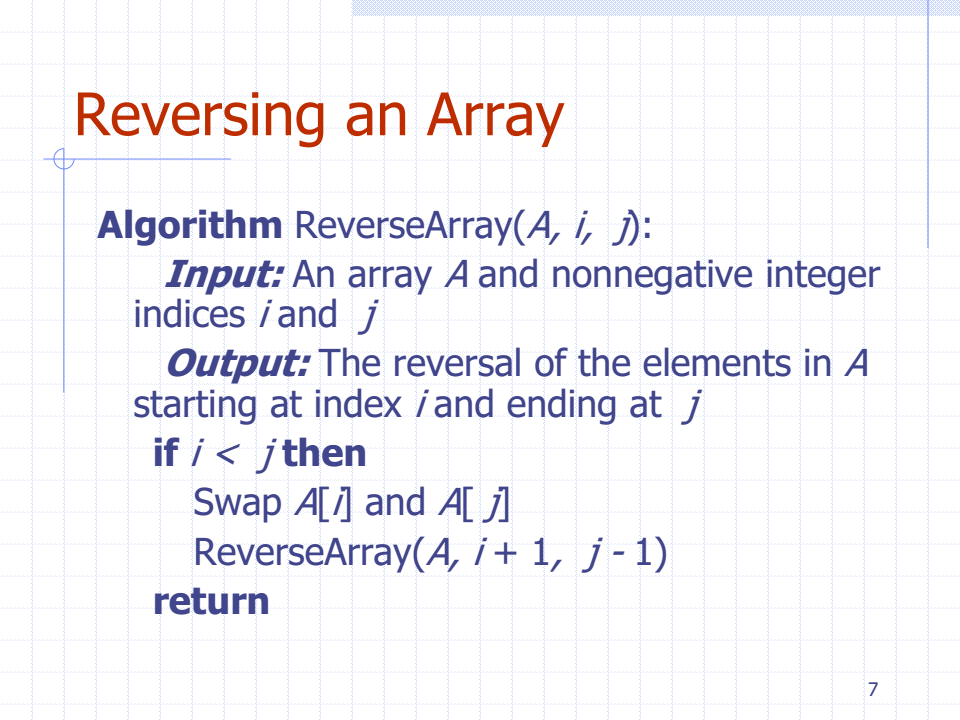 Reversing an Array
Algorithm ReverseArray(A, i, j):
Input: An array A and nonnegative integer
indices i and j
Output: The reversal of the elements in A
starting at index i and ending at j
if i < j then
Swap A[i] and A[ j]
ReverseArray(A, i + 1, j - 1)
return
7